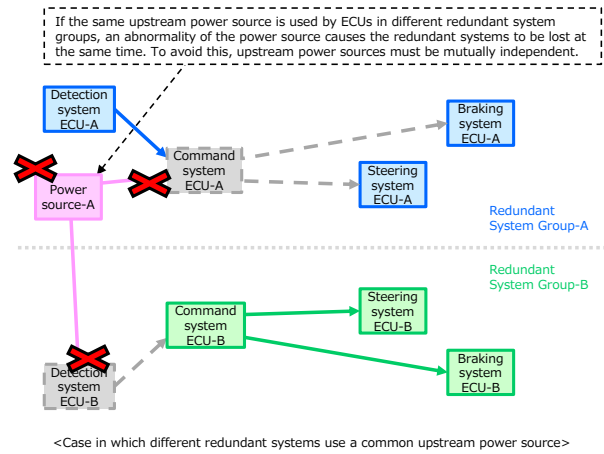 If the same upstream power source is used by ECUs in different redundant system
groups, an abnormality of the power source causes the redundant systems to be lost at
the same time. To avoid this, upstream power sources must be mutually independent.
Detection
system
ECU-A
Braking
system
ECU-A
Command
system
ECU-A
Steering
system
ECU-A
Power
source-A
Redundant
System Group-A
Redundant
System Group-B
Command
system
ECU-B
Steering
system
ECU-B
Detection
system
ECU-B
Braking
system
ECU-B
<Case in which different redundant systems use a common upstream power source>